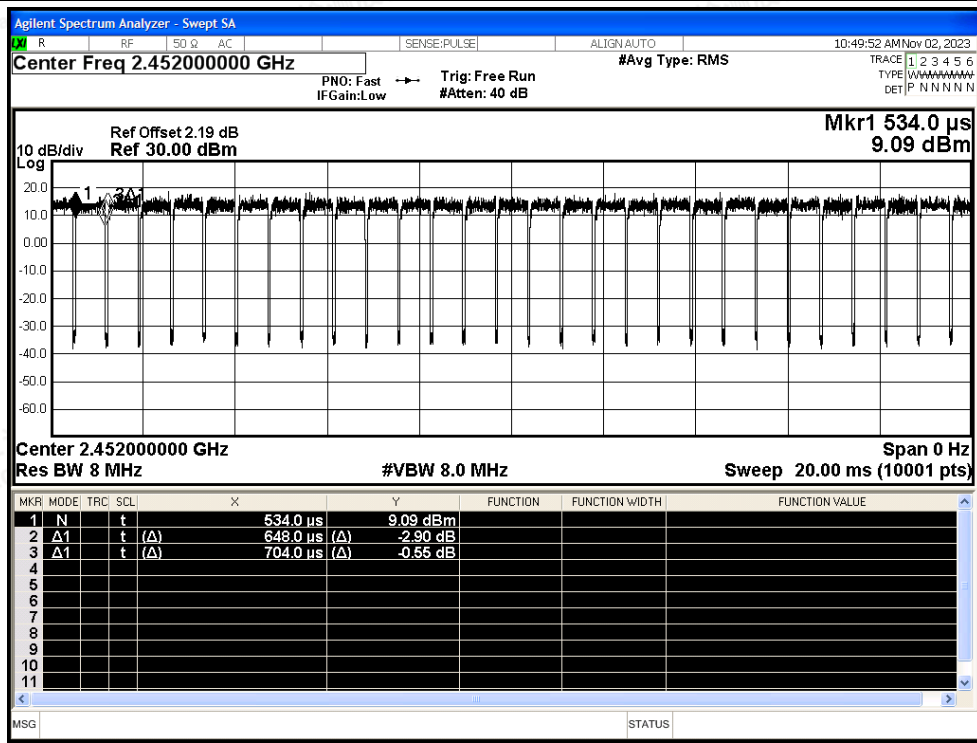 Agilent Spectrum Analyzer - Swept SA
LXI R RF 50 Ω AC SENSE:PULSE ALIGN AUTO 10:49:52 AM Nov 02, 2023
Center Freq 2.452000000 GHz #Avg Type: RMS TRACE 1 2 3 4 5 6
PNO: Fast Trig: Free Run TYPE W
IFGain:Low #Atten: 40 dB DET P N N N N N
Mkr1 534.0 µs
Ref Offset 2.19 dB
10 dB/div Ref 30.00 dBm 9.09 dBm
Log
20.0
1 3Δ1
10.0
0.00
-10.0
-20.0
-30.0
-40.0
-50.0
-60.0
Center 2.452000000 GHz Span 0 Hz
Res BW 8 MHz #VBW 8.0 MHz Sweep 20.00 ms (10001 pts)
MKR MODE TRC SCL X Y FUNCTION FUNCTION WIDTH FUNCTION VALUE
1 N t 534.0 µs 9.09 dBm
2 Δ1 t (Δ) 648.0 µs (Δ) -2.90 dB
3 Δ1 t (Δ) 704.0 µs (Δ) -0.55 dB
4
5
6
7
8
9
10
11
MSG STATUS